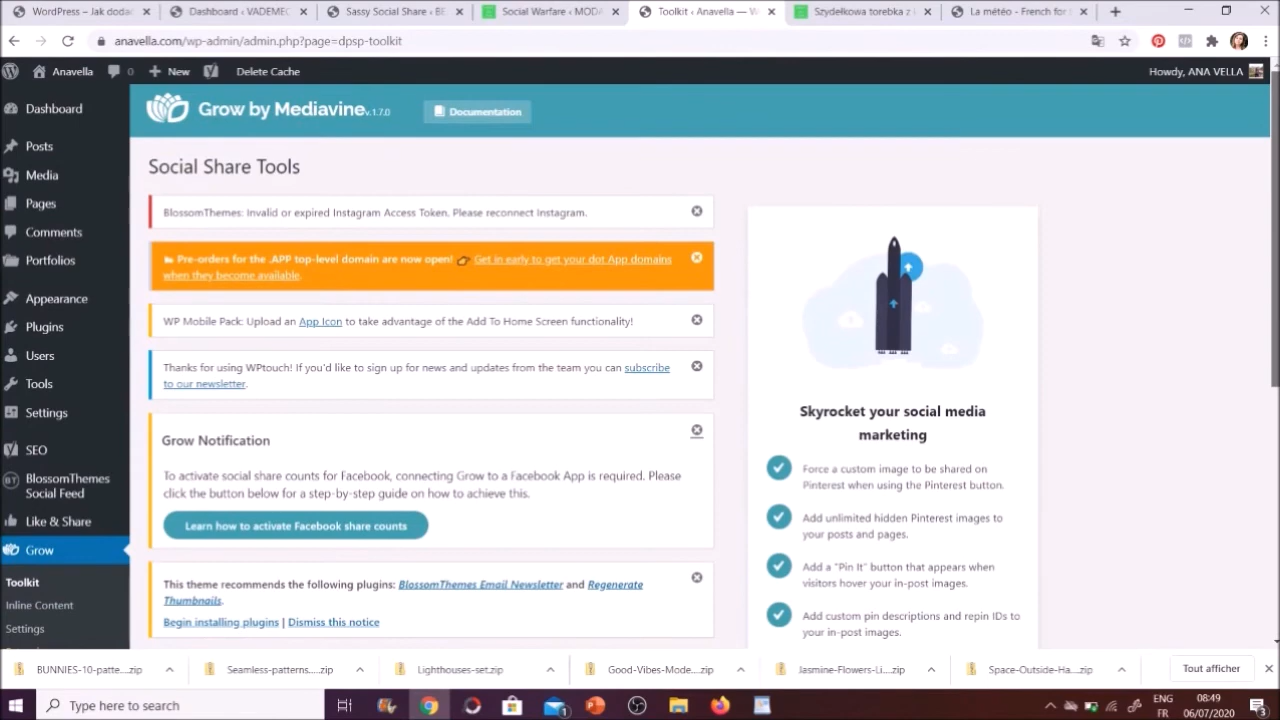 WordPress – Jak dodać
Dashboard ‹ VADEMEC
Sassy Social Share ‹ BE
Social Warfare ‹ MODA
Toolkit ‹ Anavella — W
Szydełkowa torebka z
La météo - French for S
anavella.com/wp-admin/admin.php?page=dpsp-toolkit
Anavella
0
New
Delete Cache
Howdy, ANA VELLA
Dashboard
Posts
Media
Pages
Comments
Portfolios
Appearance
Plugins
Users
Tools
Settings
SEO
BT
BlossomThemes
Social Feed
Like & Share
Grow
Toolkit
Inline Content
Settings
Grow by Mediavine v.1.7.0
Documentation
Social Share Tools
BlossomThemes: Invalid or expired Instagram Access Token. Please reconnect Instagram.
Pre-orders for the .APP top-level domain are now open! Get in early to get your dot App domains
when they become available.
WP Mobile Pack: Upload an App Icon to take advantage of the Add To Home Screen functionality!
Thanks for using WPtouch! If you'd like to sign up for news and updates from the team you can subscribe
to our newsletter.
Grow Notification
To activate social share counts for Facebook, connecting Grow to a Facebook App is required. Please
click the button below for a step-by-step guide on how to achieve this.
Learn how to activate Facebook share counts
This theme recommends the following plugins: BlossomThemes Email Newsletter and Regenerate
Thumbnails.
Begin installing plugins | Dismiss this notice
Skyrocket your social media
marketing
Force a custom image to be shared on
Pinterest when using the Pinterest button.
Add unlimited hidden Pinterest images to
your posts and pages.
Add a "Pin It" button that appears when
visitors hover your in-post images.
Add custom pin descriptions and repin IDs to
your in-post images.
BUNNIES-10-patte....zip
Seamless-patterns....zip
Lighthouses-set.zip
Good-Vibes-Mode....zip
Jasmine-Flowers-Li....zip
Space-Outside-Ha....zip
Tout afficher
Type here to search
ENG
FR
08:49
06/07/2020
3